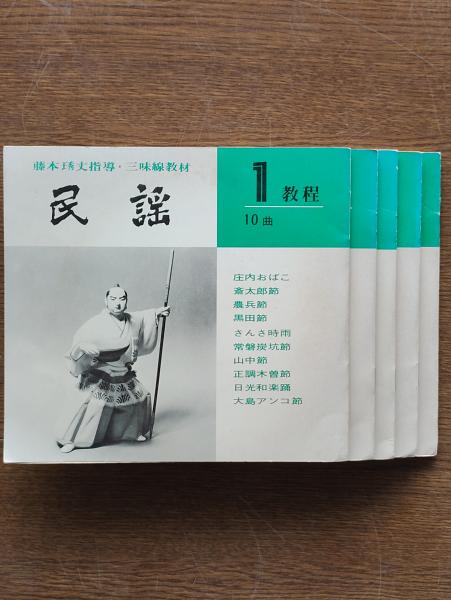 藤本琇丈指導・三味線教材
民謡
1教程
10曲
庄内おばこ
斎太郎節
農兵節
黒田節
さんさ時雨
常磐炭坑節
山中節
正調木曽節
日光和楽踊
大島アンコ節